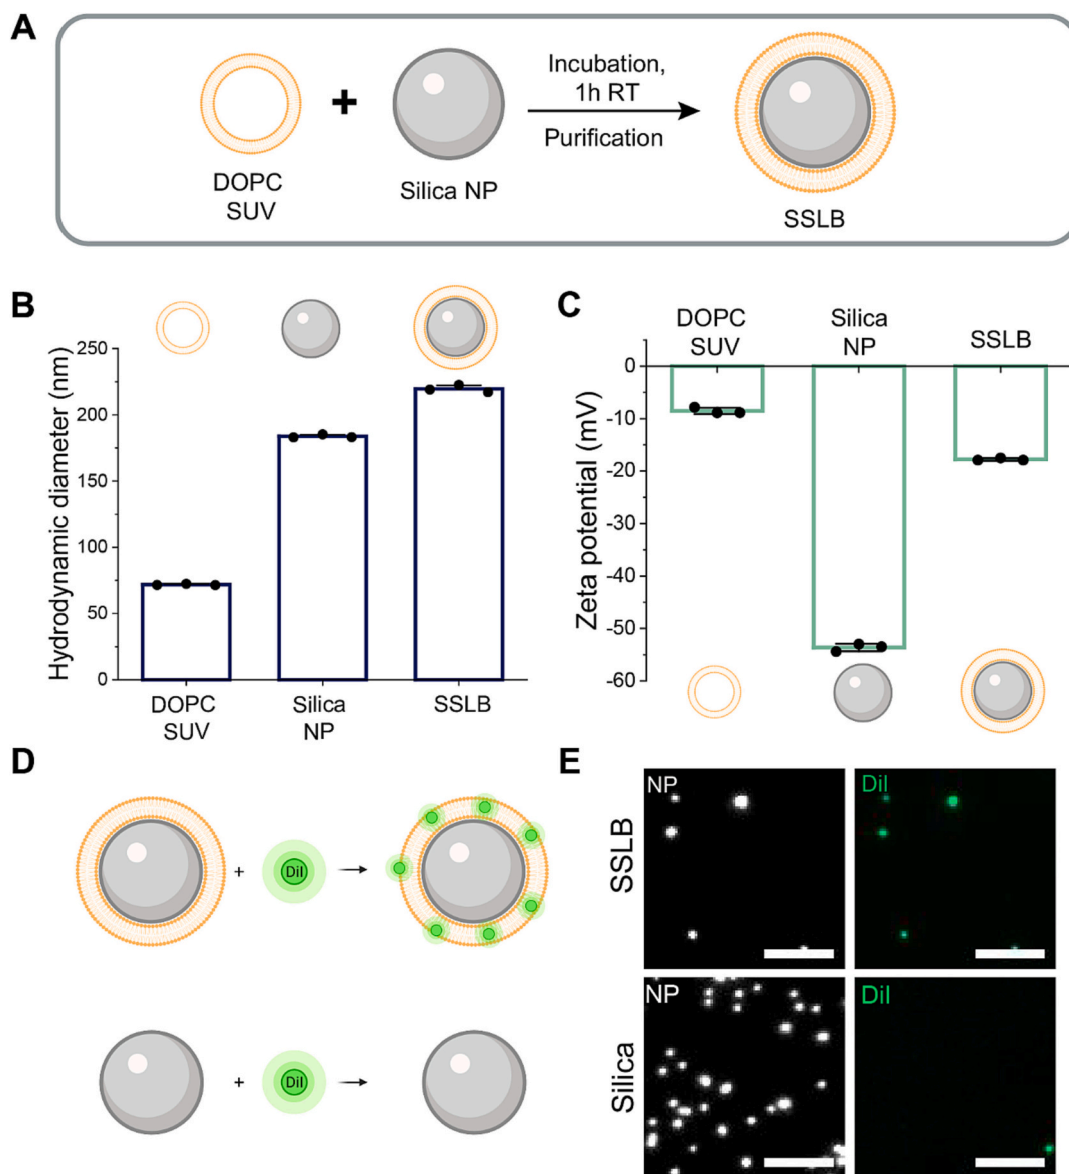 A
DOPC
SUV
+
Silica NP
Incubation,
1h RT
Purification
SSLB
B
Hydrodynamic diameter (nm)
250
200
150
100
50
0
DOPC
SUV
Silica
NP
SSLB
C
DOPC
SUV
Silica
NP
SSLB
Zeta potential (mV)
0
-10
-20
-30
-40
-50
-60
D
+
DiI
+
DiI
E
SSLB
NP
DiI
Silica
NP
DiI